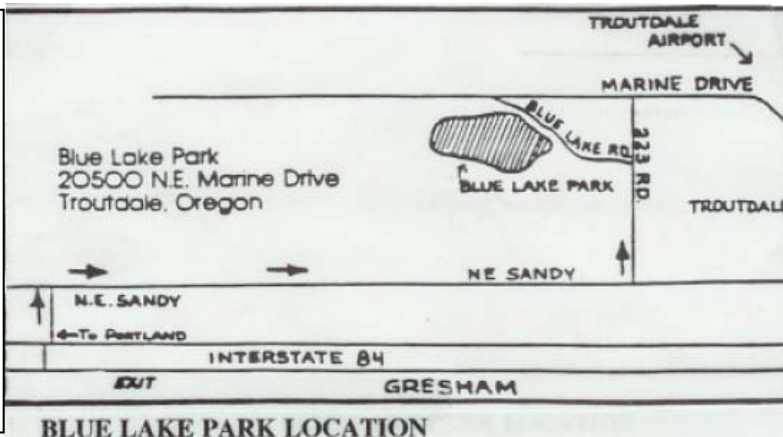 TROUTDALE
AIRPORT
MARINE DRIVE
BLUE LAKE RD.
223 RD.
Blue Lake Park
20500 N.E. Marine Drive
Troutdale, Oregon
BLUE LAKE PARK
TROUTDALE
NE SANDY
N.E. SANDY
←To PORTLAND
INTERSTATE 84
EXIT
GRESHAM
BLUE LAKE PARK LOCATION